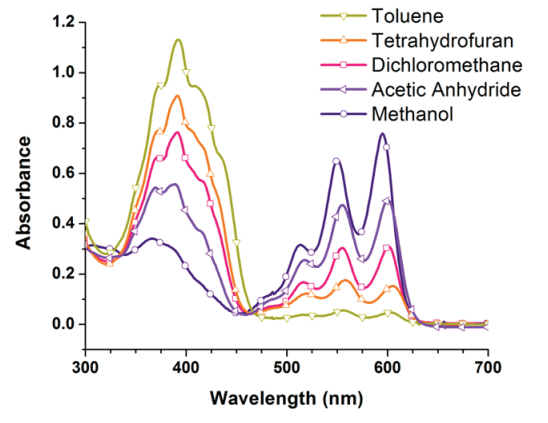 Toluene
Tetrahydrofuran
Dichloromethane
Acetic Anhydride
Methanol
1.2
1.0
0.8
0.6
0.4
0.2
0.0
Absorbance
300
400
500
600
700
Wavelength (nm)